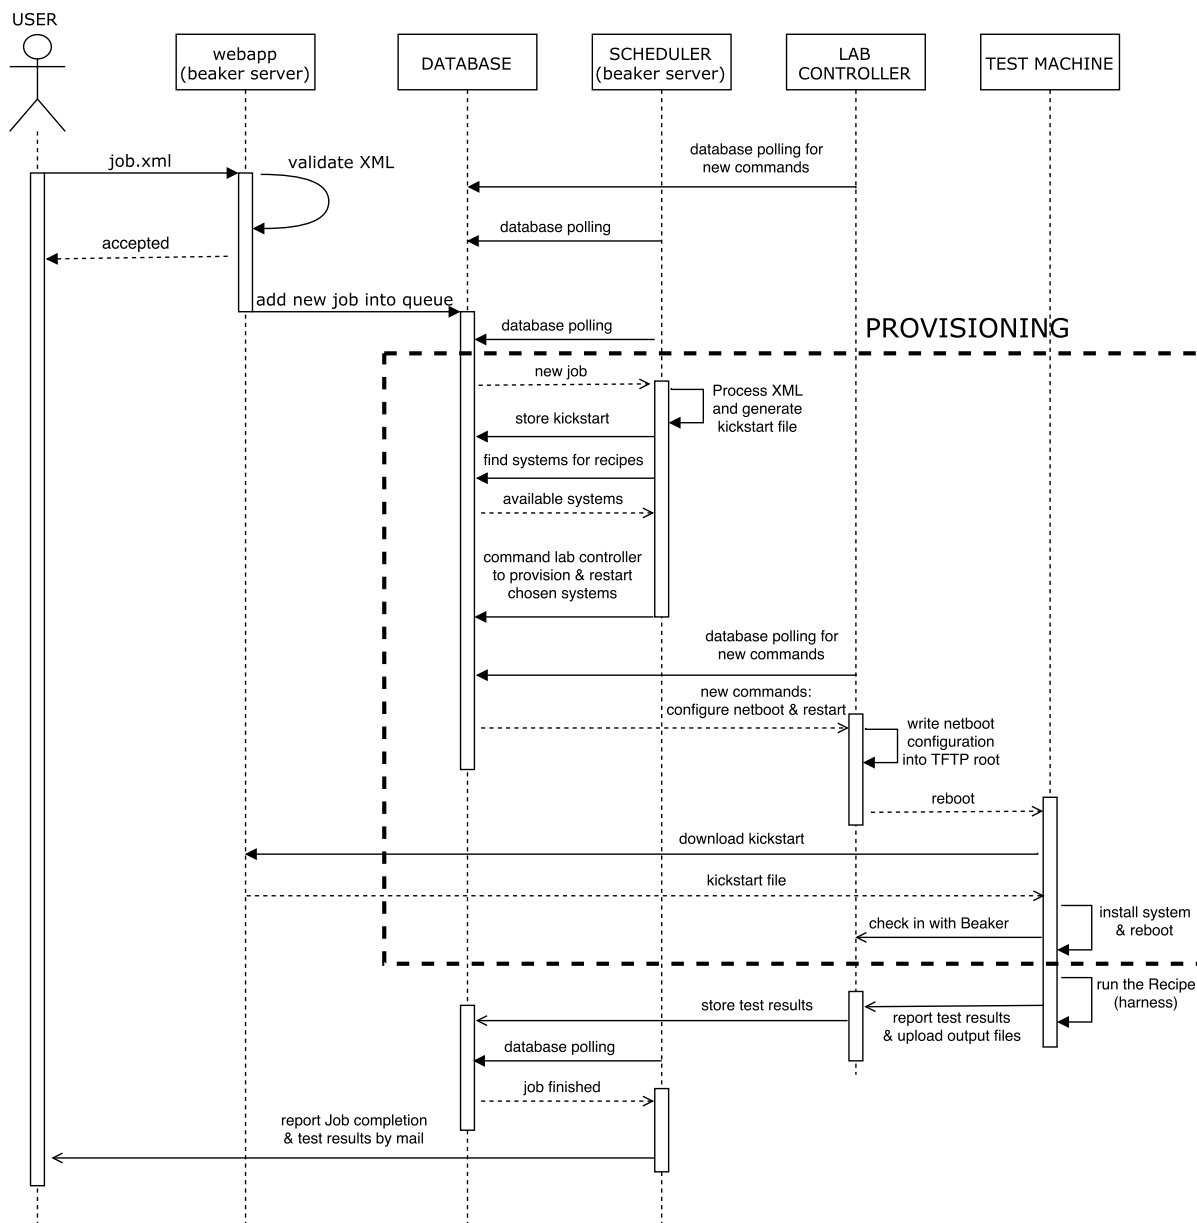 USER
webapp
(beaker server)
DATABASE
SCHEDULER
(beaker server)
LAB
CONTROLLER
TEST MACHINE
job.xml
validate XML
database polling for
new commands
database polling
accepted
add new job into queue
database polling
PROVISIONING
new job
Process XML
and generate
kickstart file
store kickstart
find systems for recipes
available systems
command lab controller
to provision & restart
chosen systems
database polling for
new commands
new commands:
configure netboot & restart
write netboot
configuration
into TFTP root
reboot
download kickstart
kickstart file
install system
& reboot
check in with Beaker
run the Recipe
(harness)
store test results
report test results
& upload output files
database polling
job finished
report Job completion
& test results by mail